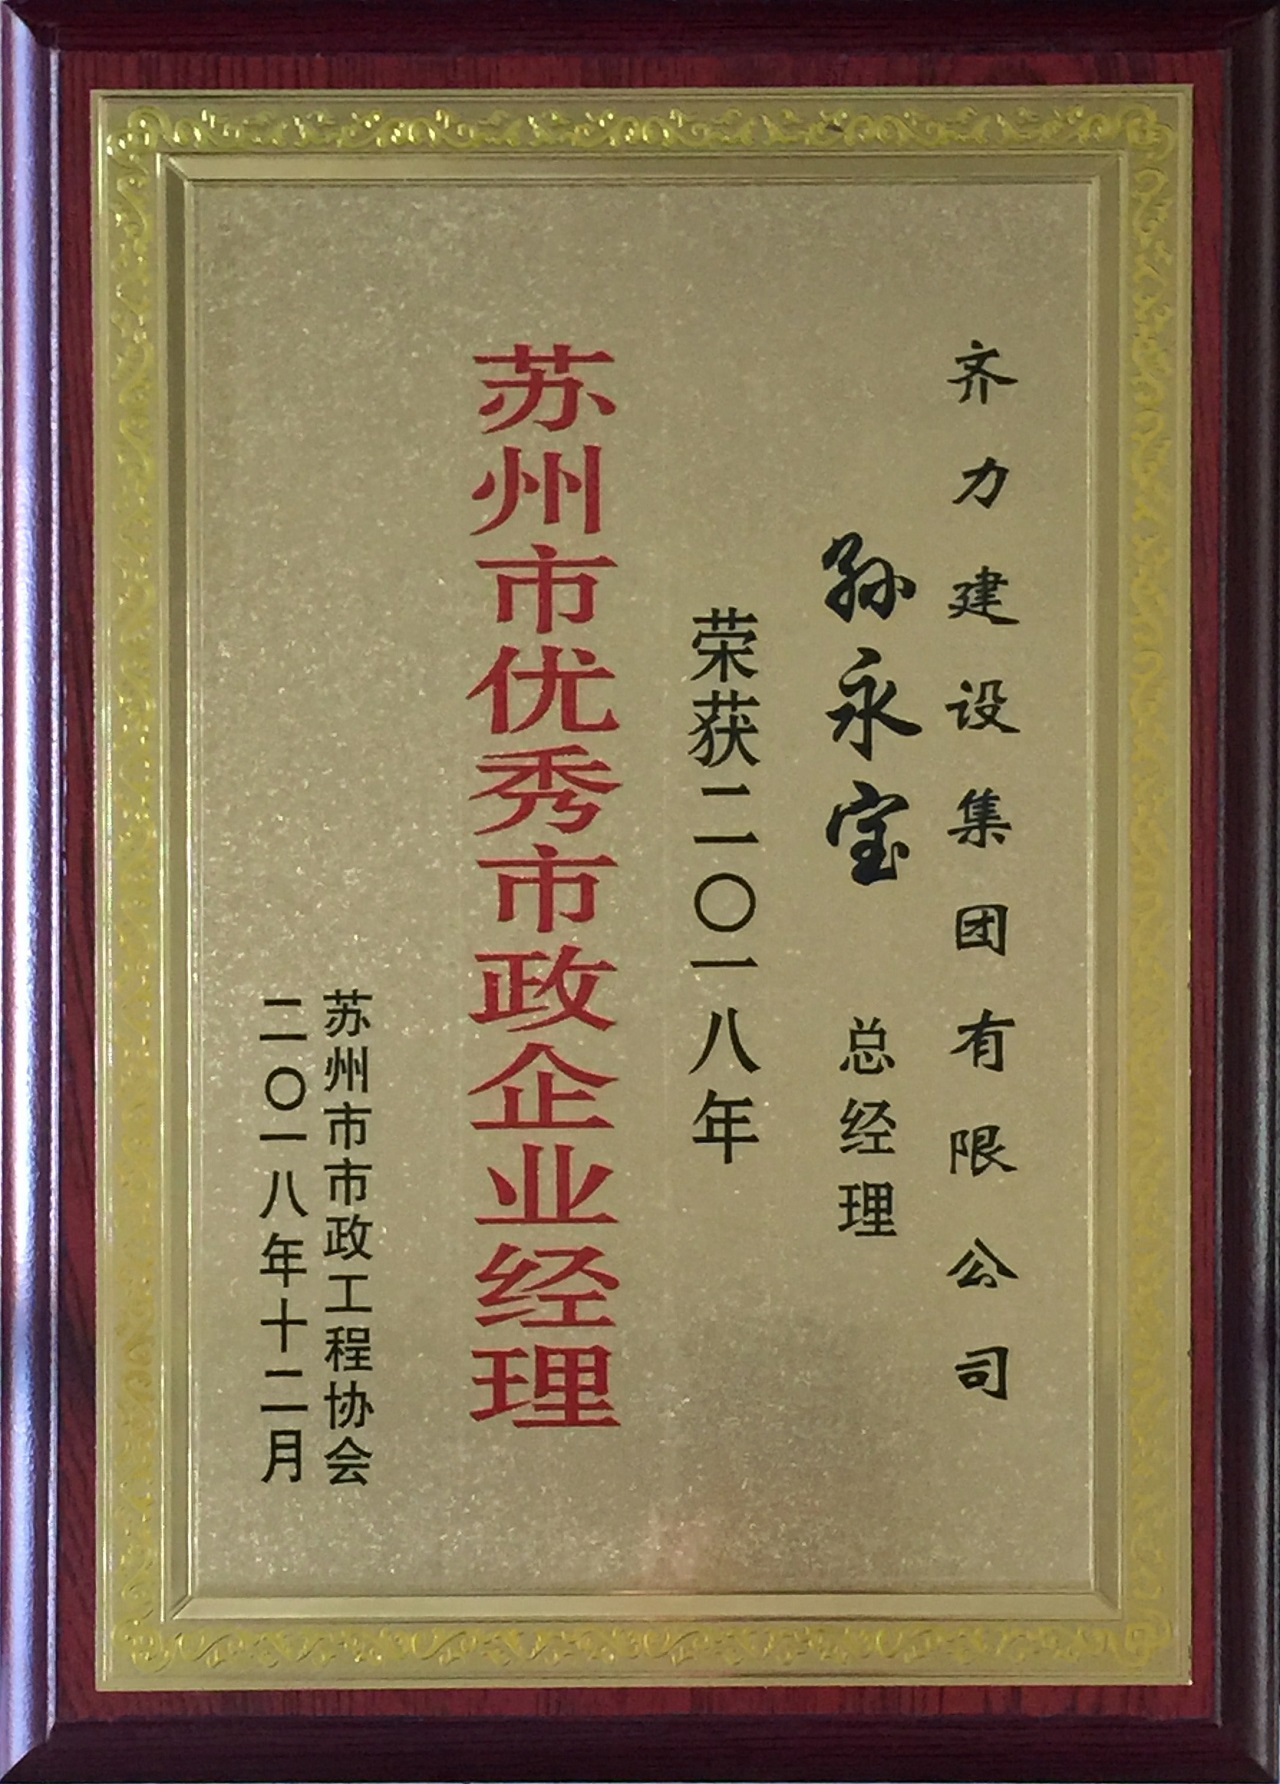 齐力建设集团有限公司
孙永宝 总经理
荣获二〇一八年
苏州市优秀市政企业经理
苏州市市政工程协会
二〇一八年十二月